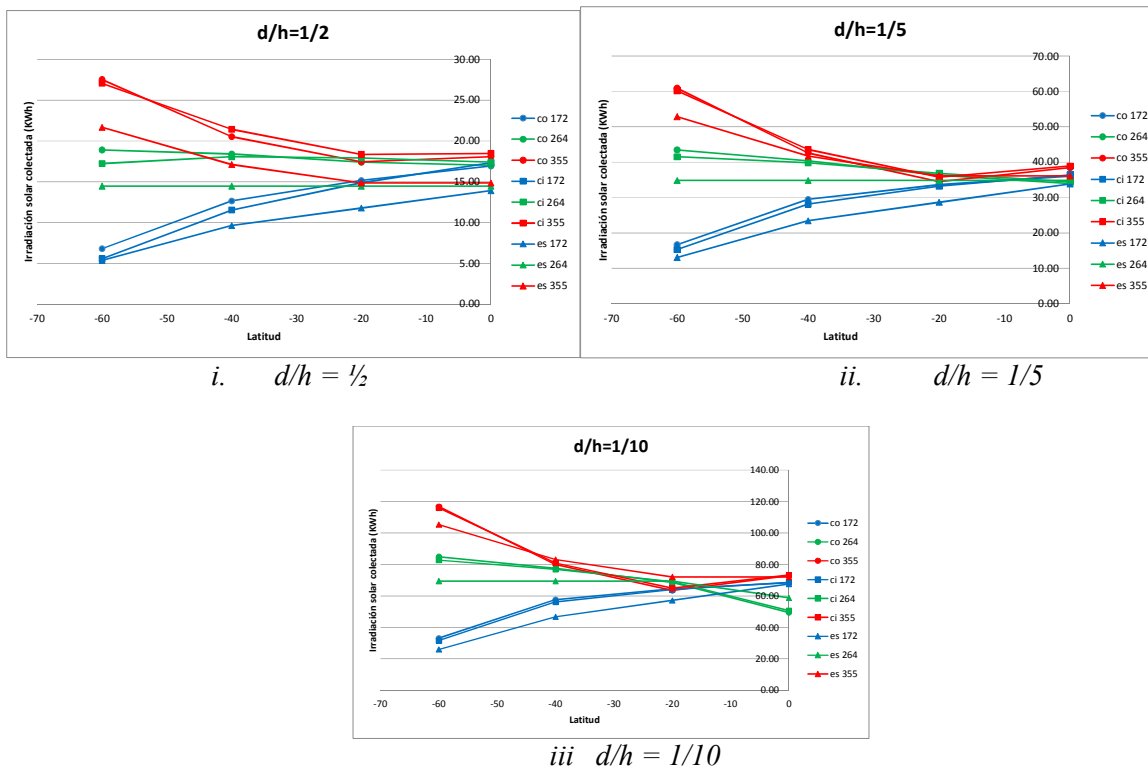 d/h=1/2
30.00
25.00
20.00
15.00
10.00
5.00
0.00
-70 -60 -40 -30 -20 -10 0
Irradiación solar colectada (KWh)
Latitud
co 172
co 264
co 355
ci 172
ci 264
ci 355
es 172
es 264
es 355
i. d/h = ½
d/h=1/5
70.00
60.00
50.00
40.00
30.00
20.00
10.00
0.00
-70 -60 -50 -40 -30 -20 -10 0
Irradiación solar colectada (KWh)
Latitud
co 172
co 264
co 355
ci 172
ci 264
ci 355
es 172
es 264
es 355
ii. d/h = 1/5
d/h=1/10
140.00
120.00
100.00
80.00
60.00
40.00
20.00
0.00
-70 -60 -50 -40 -30 -20 -10 0
Irradiación solar colectada (KWh)
Latitud
co 172
co 264
co 355
ci 172
ci 264
ci 355
es 172
es 264
es 355
iii d/h = 1/10